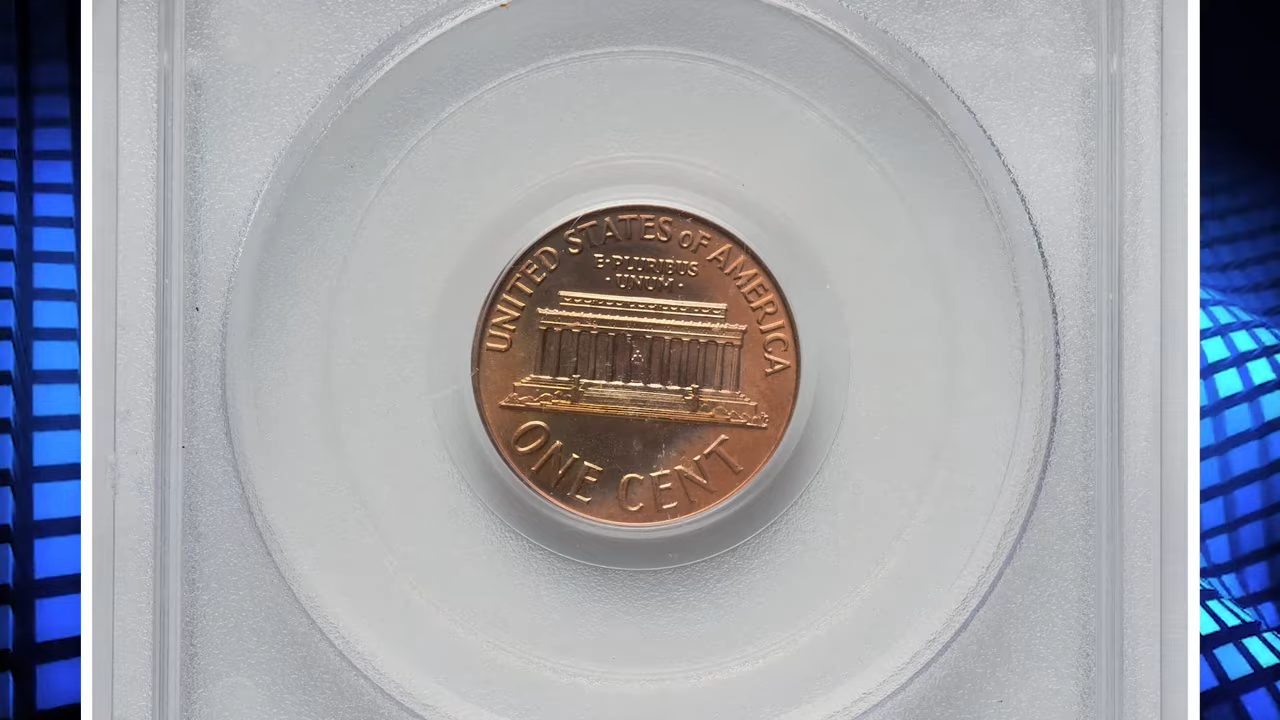 UNITED STATES OF AMERICA
E·PLURIBUS
·UNUM·
ONE CENT